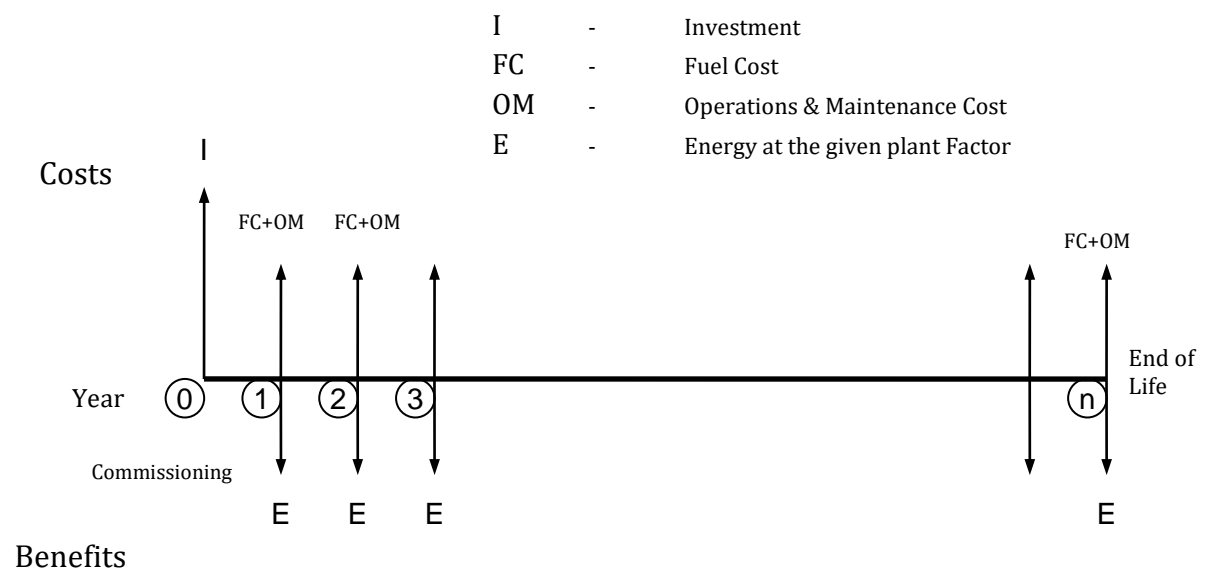 I - Investment
FC - Fuel Cost
OM - Operations & Maintenance Cost
E - Energy at the given plant Factor
I
Costs
FC+OM FC+OM
FC+OM
End of
Life
Year 0 1 2 3 n
Commissioning
E E E E
Benefits